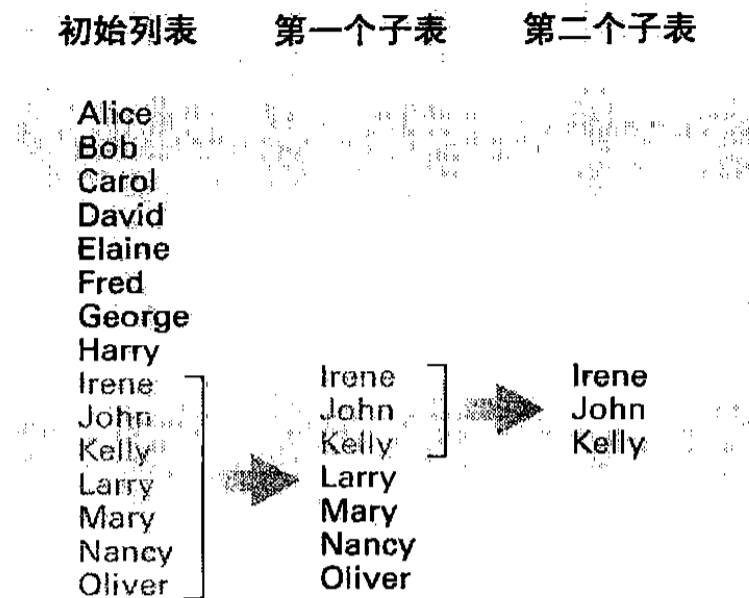 初始列表 第一个子表 第二个子表
Alice
Bob
Carol
David
Elaine
Fred
George
Harry
Irene Irene Irene
John John John
Kelly Kelly Kelly
Larry Larry
Mary Mary
Nancy Nancy
Oliver Oliver